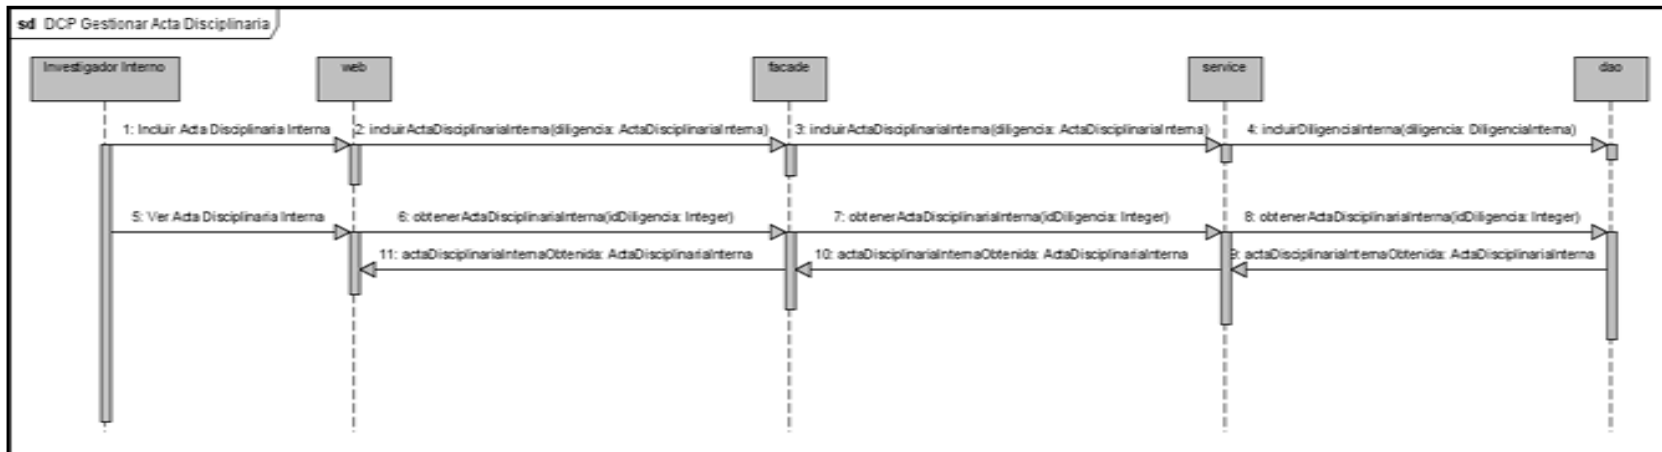 sd DCP Gestionar Acta Disciplinaria
Investigador Interno
web
facade
service
dao
1: Incluir Acta Disciplinaria Interna
2: incluirActaDisciplinariaInterna(diligencia: ActaDisciplinariaInterna)
3: incluirActaDisciplinariaInterna(diligencia: ActaDisciplinariaInterna)
4: incluirDiligenciaInterna(diligencia: DiligenciaInterna)
5: Ver Acta Disciplinaria Interna
6: obtenerActaDisciplinariaInterna(idDiligencia: Integer)
7: obtenerActaDisciplinariaInterna(idDiligencia: Integer)
8: obtenerActaDisciplinariaInterna(idDiligencia: Integer)
11: actaDisciplinariaInternaObtenida: ActaDisciplinariaInterna
10: actaDisciplinariaInternaObtenida: ActaDisciplinariaInterna
9: actaDisciplinariaInternaObtenida: ActaDisciplinariaInterna